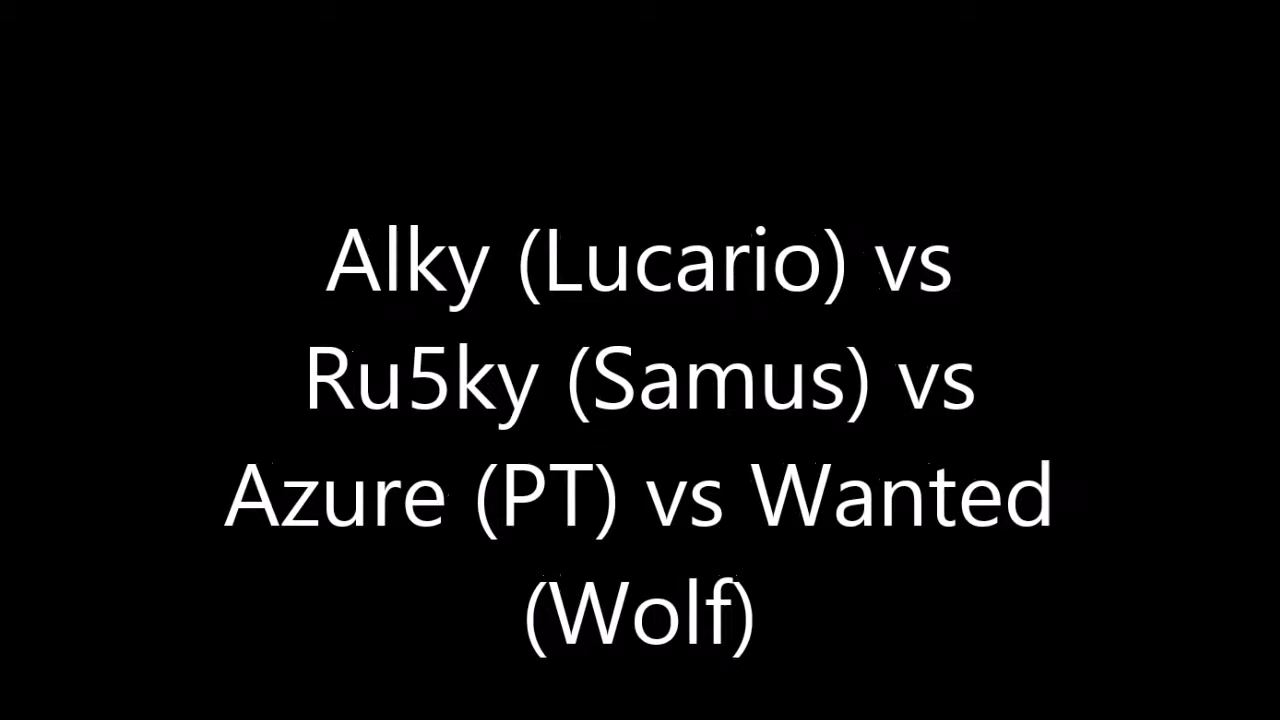 Alky (Lucario) vs
Ru5ky (Samus) vs
Azure (PT) vs Wanted
(Wolf)